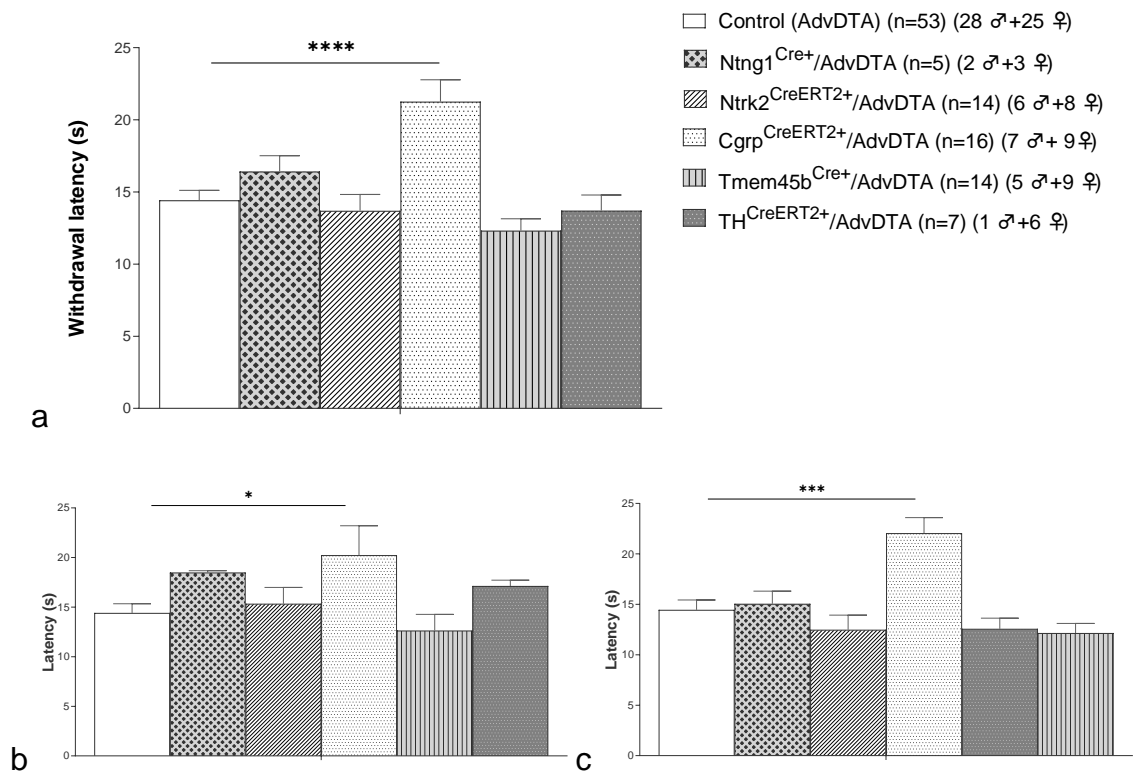 Control (AdvDTA) (n=53) (28 ♂+25 ♀)
Ntng1Cre+/AdvDTA (n=5) (2 ♂+3 ♀)
Ntrk2CreERT2+/AdvDTA (n=14) (6 ♂+8 ♀)
CgrpCreERT2+/AdvDTA (n=16) (7 ♂+ 9♀)
Tmem45bCre+/AdvDTA (n=14) (5 ♂+9 ♀)
THCreERT2+/AdvDTA (n=7) (1 ♂+6 ♀)
Withdrawal latency (s)
25
20
15
10
5
0
****
a
Latency (s)
25
20
15
10
5
0
*
b
Latency (s)
25
20
15
10
5
0
***
c